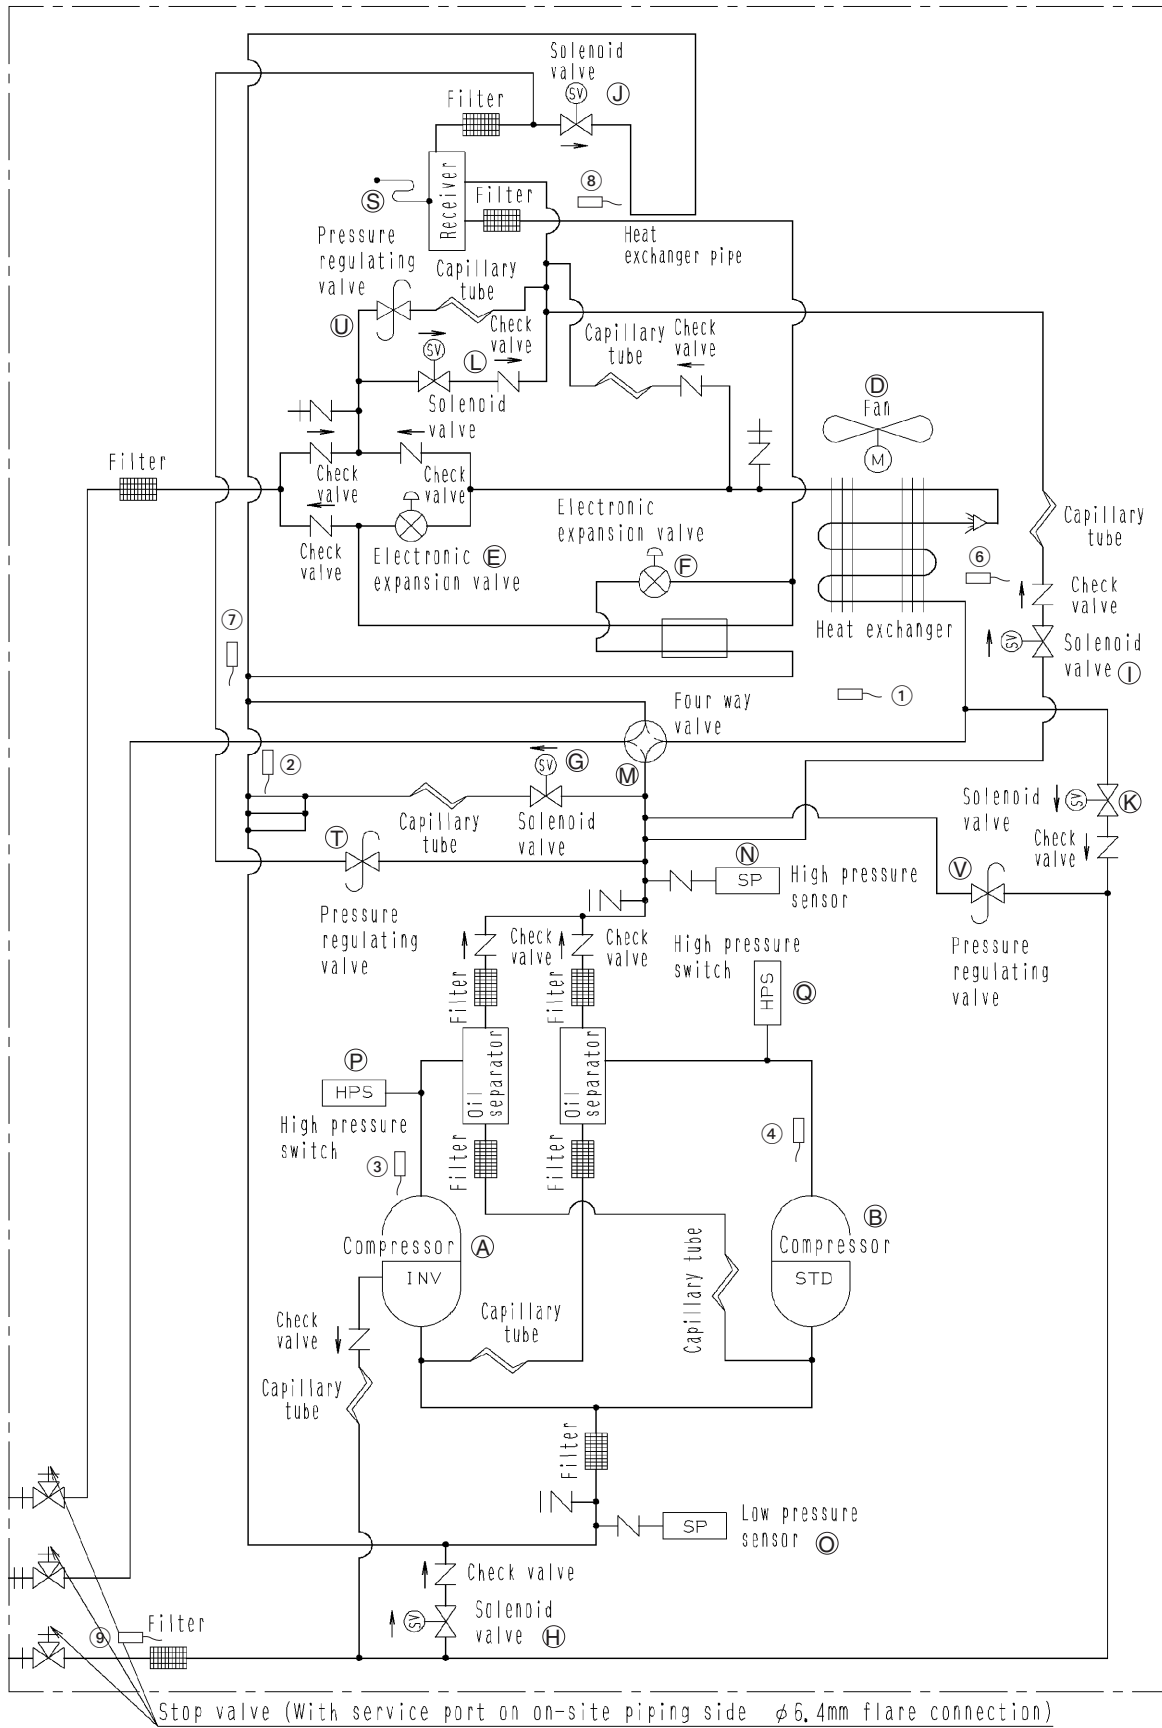 Solenoid
valve
SV
J
Filter
Receiver
S
8
Filter
Heat
exchanger pipe
Pressure
regulating
valve
Capillary
tube
U
Check
valve
SV
L
Solenoid
valve
Capillary
tube
Check
valve
D
Fan
M
Filter
Check
valve
Check
valve
Electronic
expansion valve
Capillary
tube
Check
valve
Electronic
expansion valve
E
F
6
Check
valve
7
Heat exchanger
SV
Solenoid
valve
I
1
Four way
valve
M
2
SV
G
Capillary
tube
Solenoid
valve
Solenoid
valve
SV
K
Check
valve
T
N
SP
High pressure
sensor
V
Pressure
regulating
valve
Check
valve
Check
valve
High pressure
switch
HPS
Q
Pressure
regulating
valve
Filter
Filter
Oil
separator
Oil
separator
P
HPS
High pressure
switch
Filter
Filter
3
4
Compressor
A
INV
Compressor
B
STD
Check
valve
Capillary
tube
Capillary tube
Capillary
tube
Filter
SP
Low pressure
sensor
O
Check valve
SV
Solenoid
valve
H
9
Filter
Stop valve (With service port on on-site piping side φ6.4mm flare connection)